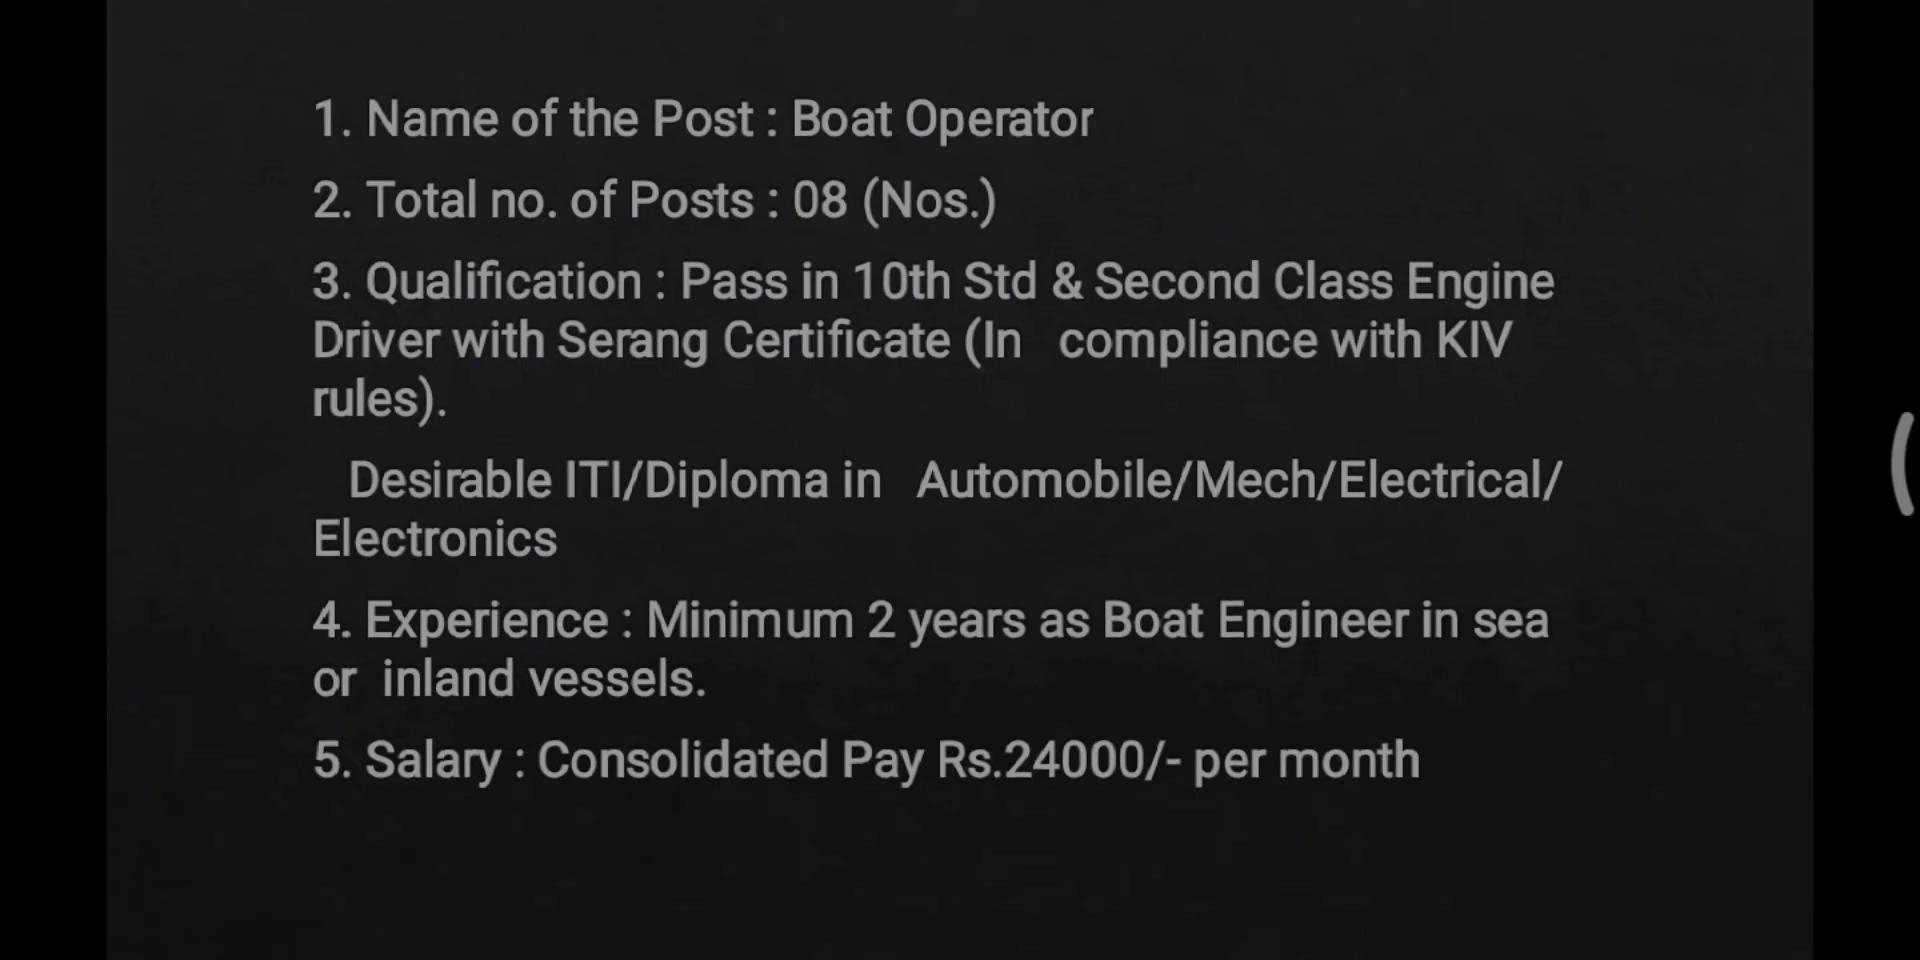 1. Name of the Post : Boat Operator
2. Total no. of Posts : 08 (Nos.)
3. Qualification : Pass in 10th Std & Second Class Engine
Driver with Serang Certificate (In compliance with KIV
rules).
Desirable ITI/Diploma in Automobile/Mech/Electrical/
Electronics
4. Experience : Minimum 2 years as Boat Engineer in sea
or inland vessels.
5. Salary : Consolidated Pay Rs.24000/- per month